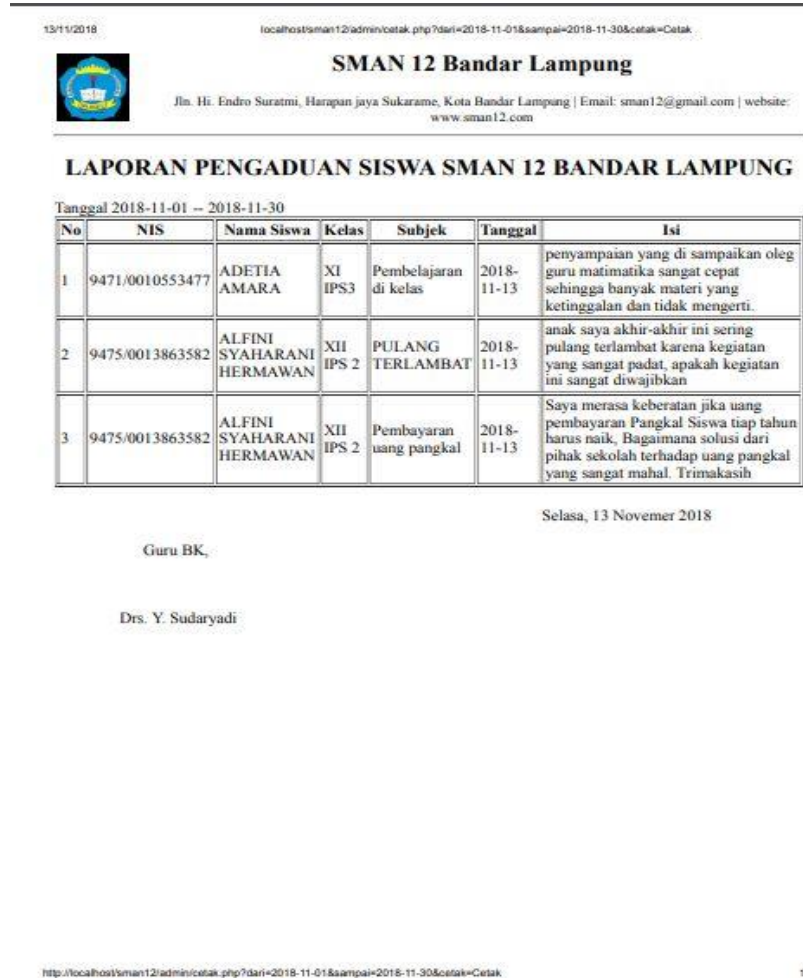 13/11/2018 localhost/sman12/admin/cetak.php?dari=2018-11-01&sampai=2018-11-30&cetak=Cetak
SMAN 12 Bandar Lampung
Jln. Hi. Endro Suratmi, Harapan jaya Sukarame, Kota Bandar Lampung | Email: sman12@gmail.com | website:
www.sman12.com
LAPORAN PENGADUAN SISWA SMAN 12 BANDAR LAMPUNG
Tanggal 2018-11-01 -- 2018-11-30
No NIS Nama Siswa Kelas Subjek Tanggal Isi
1 9471/0010553477 ADETIA AMARA XI IPS3 Pembelajaran di kelas 2018-11-13 penyampaian yang di sampaikan oleg
guru matimatika sangat cepat
sehingga banyak materi yang
ketinggalan dan tidak mengerti.
2 9475/0013863582 ALFINI SYAHARANI HERMAWAN XII IPS 2 PULANG TERLAMBAT 2018-11-13 anak saya akhir-akhir ini sering
pulang terlambat karena kegiatan
yang sangat padat, apakah kegiatan
ini sangat diwajibkan
3 9475/0013863582 ALFINI SYAHARANI HERMAWAN XII IPS 2 Pembayaran uang pangkal 2018-11-13 Saya merasa keberatan jika uang
pembayaran Pangkal Siswa tiap tahun
harus naik, Bagaimana solusi dari
pihak sekolah terhadap uang pangkal
yang sangat mahal. Trimakasih
Selasa, 13 Novemer 2018
Guru BK,
Drs. Y. Sudaryadi
http://localhost/sman12/admin/cetak.php?dari=2018-11-01&sampai=2018-11-30&cetak=Cetak